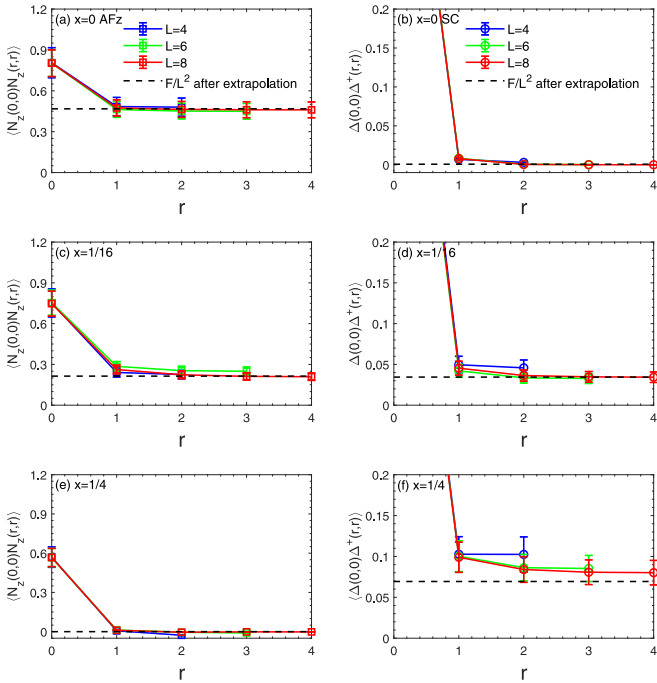 (a) x=0 AFz
L=4
L=6
L=8
F/L² after extrapolation
⟨N_z(0,0)N_z(r,r)⟩
1.2
0.9
0.6
0.3
0
0 1 2 3 4
r
(b) x=0 SC
L=4
L=6
L=8
F/L² after extrapolation
Δ(0,0)Δ⁺(r,r)⟩
0.2
0.15
0.1
0.05
0
0 1 2 3 4
r
(c) x=1/16
⟨N_z(0,0)N_z(r,r)⟩
1.2
0.9
0.6
0.3
0
0 1 2 3 4
r
(d) x=1/16
Δ(0,0)Δ⁺(r,r)⟩
0.2
0.15
0.1
0.05
0
0 1 2 3 4
r
(e) x=1/4
⟨N_z(0,0)N_z(r,r)⟩
1.2
0.9
0.6
0.3
0
0 1 2 3 4
r
(f) x=1/4
⟨Δ(0,0)Δ⁺(r,r)⟩
0.2
0.15
0.1
0.05
0
0 1 2 3 4
r